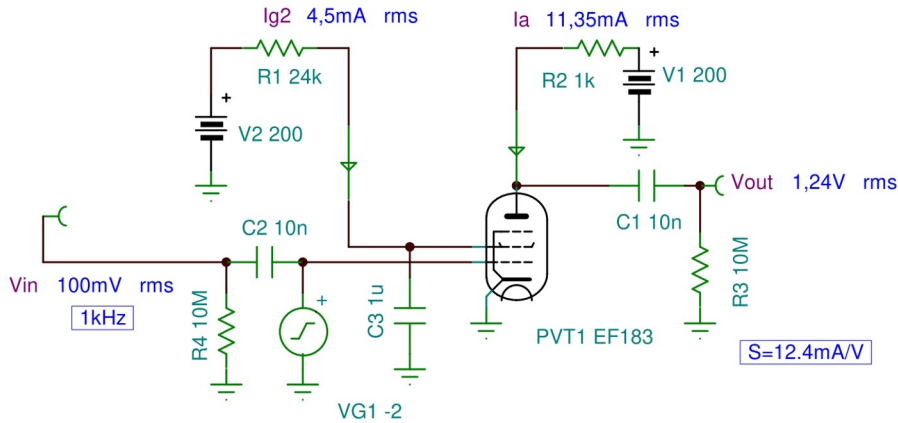 Ig2 4,5mA rms
Ia 11,35mA rms
R1 24k
R2 1k
+
V1 200
+
V2 200
Vout 1,24V rms
C2 10n
C1 10n
Vin 100mV rms
1kHz
R4 10M
+
C3 1u
R3 10M
PVT1 EF183
S=12.4mA/V
VG1 -2